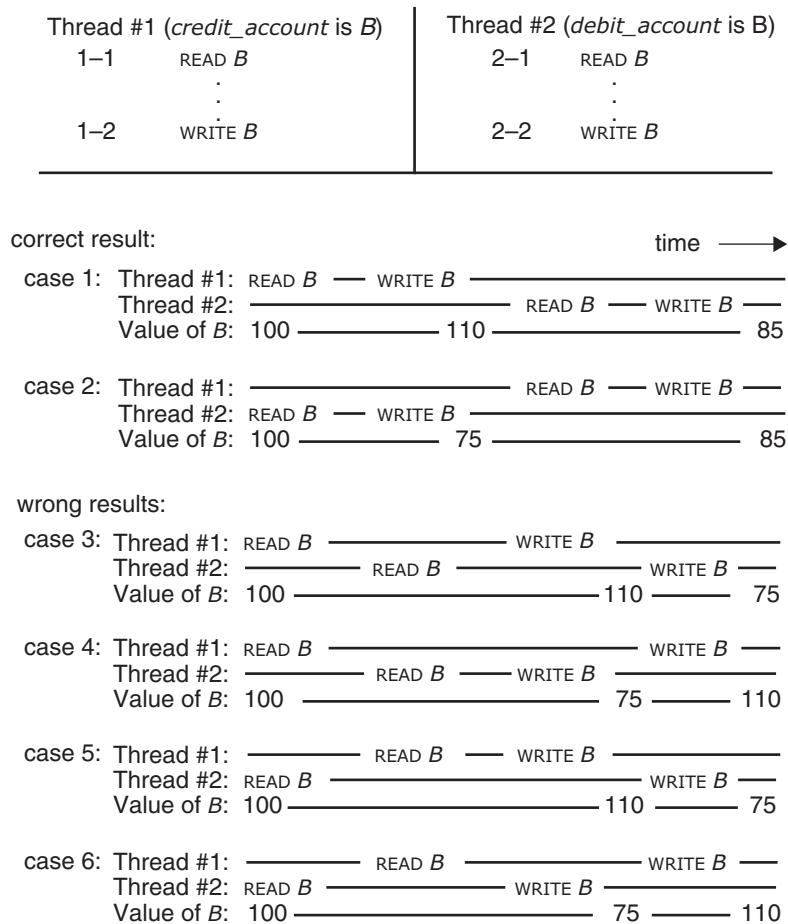 Thread #1 (credit_account is B)
1–1 READ B
.
.
.
1–2 WRITE B
Thread #2 (debit_account is B)
2–1 READ B
.
.
.
2–2 WRITE B
correct result:
time
case 1: Thread #1: READ B WRITE B
Thread #2: READ B WRITE B
Value of B: 100 110 85
case 2: Thread #1: READ B WRITE B
Thread #2: READ B WRITE B
Value of B: 100 75 85
wrong results:
case 3: Thread #1: READ B WRITE B
Thread #2: READ B WRITE B
Value of B: 100 110 75
case 4: Thread #1: READ B WRITE B
Thread #2: READ B WRITE B
Value of B: 100 75 110
case 5: Thread #1: READ B WRITE B
Thread #2: READ B WRITE B
Value of B: 100 110 75
case 6: Thread #1: READ B WRITE B
Thread #2: READ B WRITE B
Value of B: 100 75 110